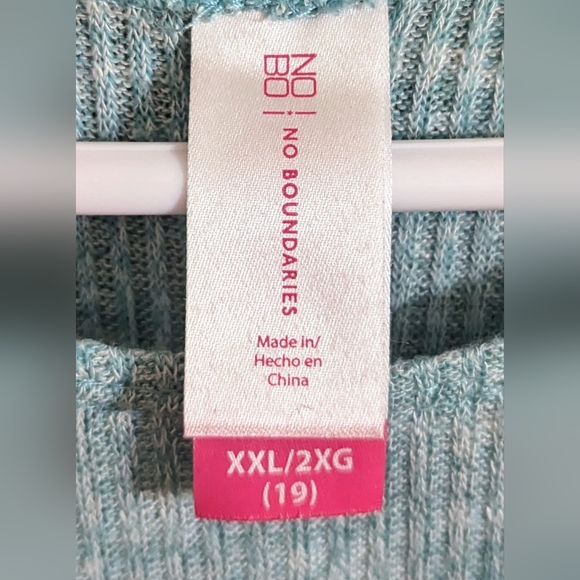 NO
BO
NO BOUNDARIES
Made in/
Hecho en
China
XXL/2XG
(19)